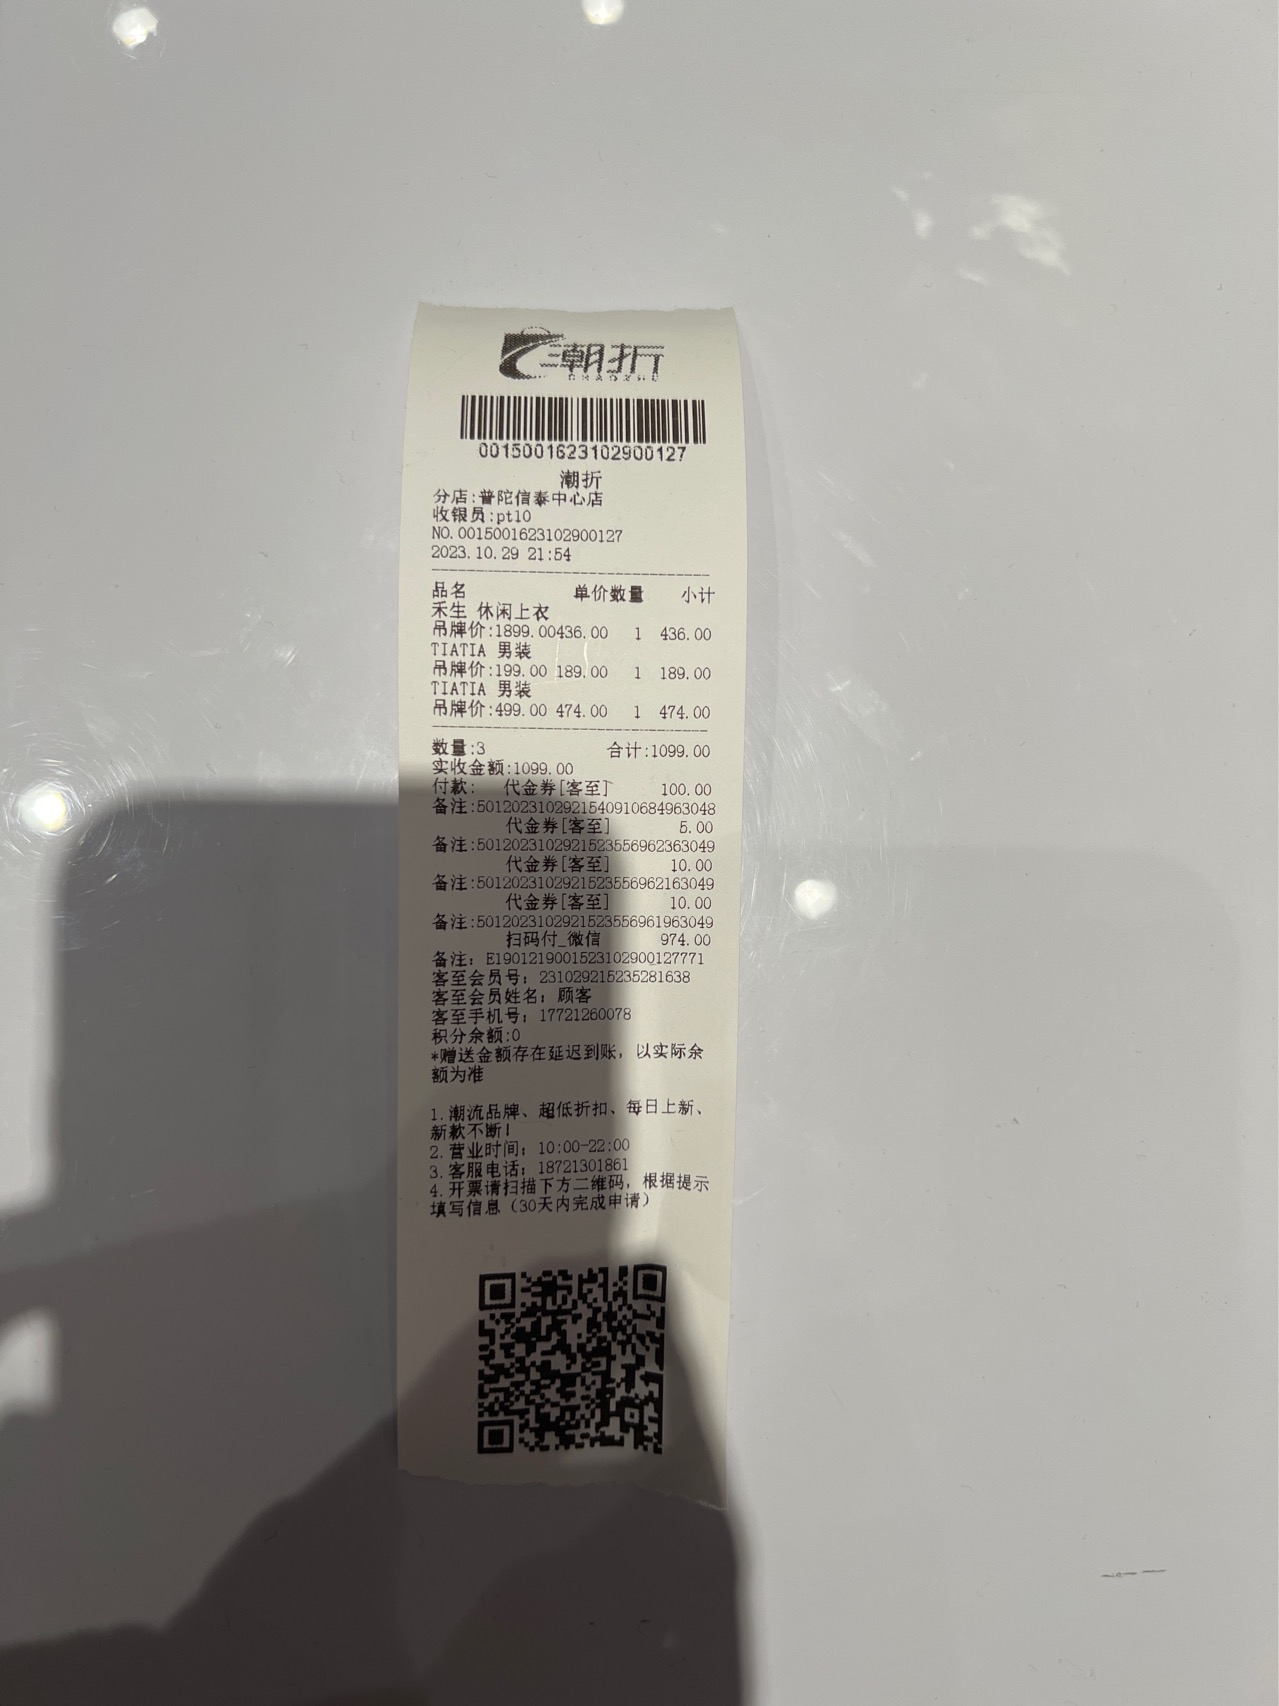 潮折
CHAOZHE
0015001623102900127
潮折
分店:普陀信泰中心店
收银员:pt10
NO.0015001623102900127
2023.10.29 21:54
品名 单价数量 小计
禾生 休闲上衣
吊牌价:1899.00436.00 1 436.00
TIATIA 男装
吊牌价:199.00 189.00 1 189.00
TIATIA 男装
吊牌价:499.00 474.00 1 474.00
数量:3 合计:1099.00
实收金额:1099.00
付款: 代金券[客至] 100.00
备注:5012023102921540910684963048
代金券[客至] 5.00
备注:5012023102921523556962363049
代金券[客至] 10.00
备注:5012023102921523556962163049
代金券[客至] 10.00
备注:5012023102921523556961963049
扫码付_微信 974.00
备注: E1901219001523102900127771
客至会员号: 231029215235281638
客至会员姓名: 顾客
客至手机号: 17721260078
积分余额:0
*赠送金额存在延迟到账, 以实际余
额为准
1.潮流品牌、超低折扣、每日上新、
新款不断!
2.营业时间: 10:00-22:00
3.客服电话: 18721301861
4.开票请扫描下方二维码, 根据提示
填写信息(30天内完成申请)